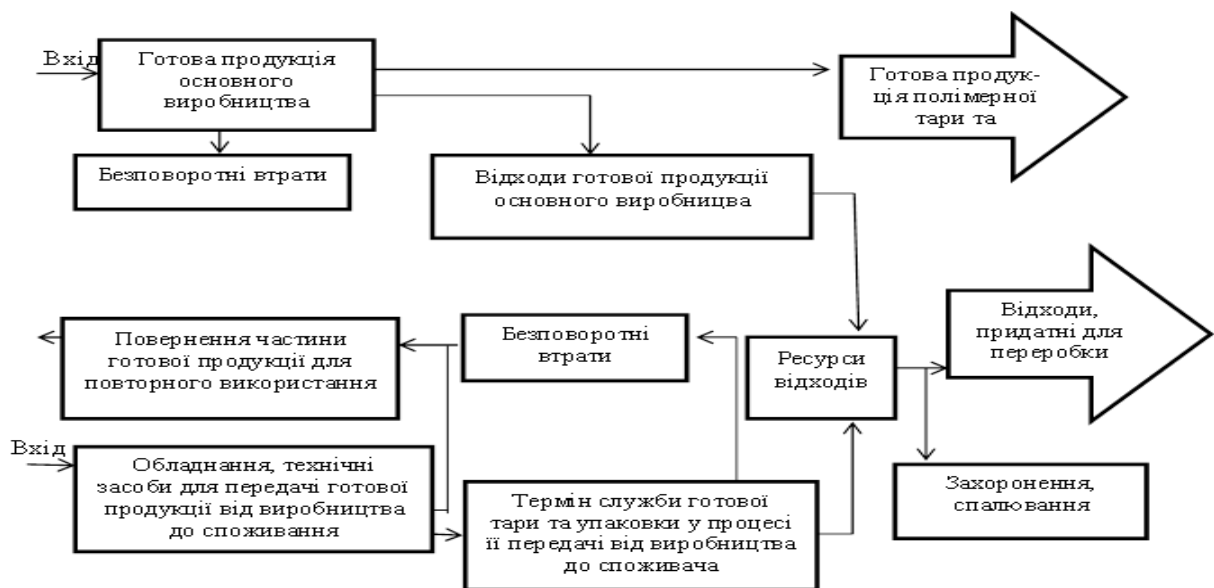 Вхід
Готова продукція
основного
виробництва
Готова продук-
ція полімерної
тари та
Безповоротні втрати
Відходи готової продукції
основного виробницва
Повернення частини
готової продукції для
повторного використання
Безповоротні
втрати
Ресурси
відходів
Відходи,
придатні для
переробки
Вхід
Обладнання, технічні
засоби для передачі готової
продукції від виробництва
до споживання
Термін служби готової
тари та упаковки у процесі
її передачі від виробництва
до споживача
Захоронення,
спалювання